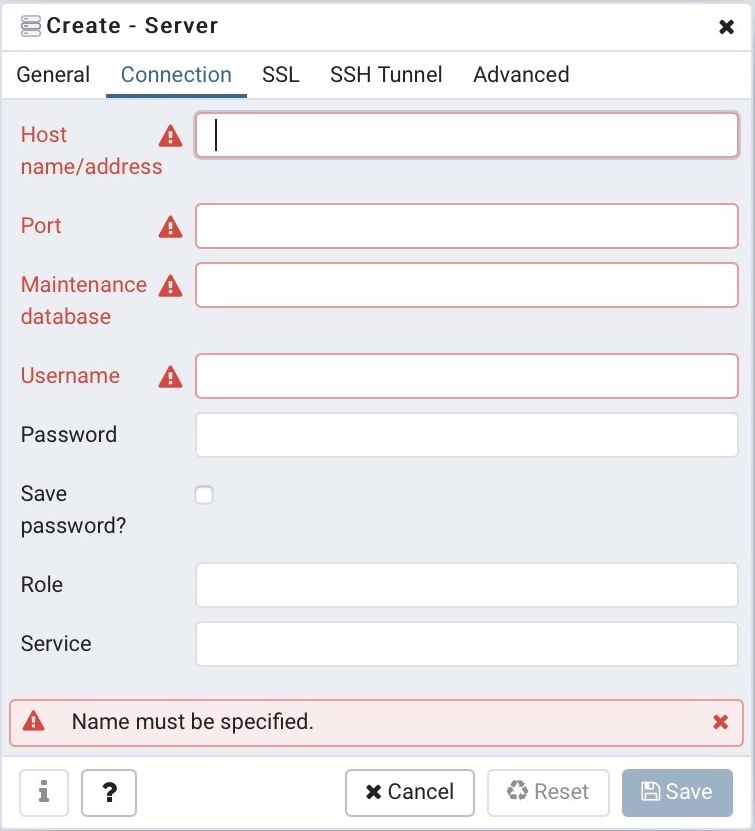 Create - Server
General Connection SSL SSH Tunnel Advanced
Host
name/address
Port
Maintenance
database
Username
Password
Save
password?
Role
Service
Name must be specified.
i ? Cancel Reset Save